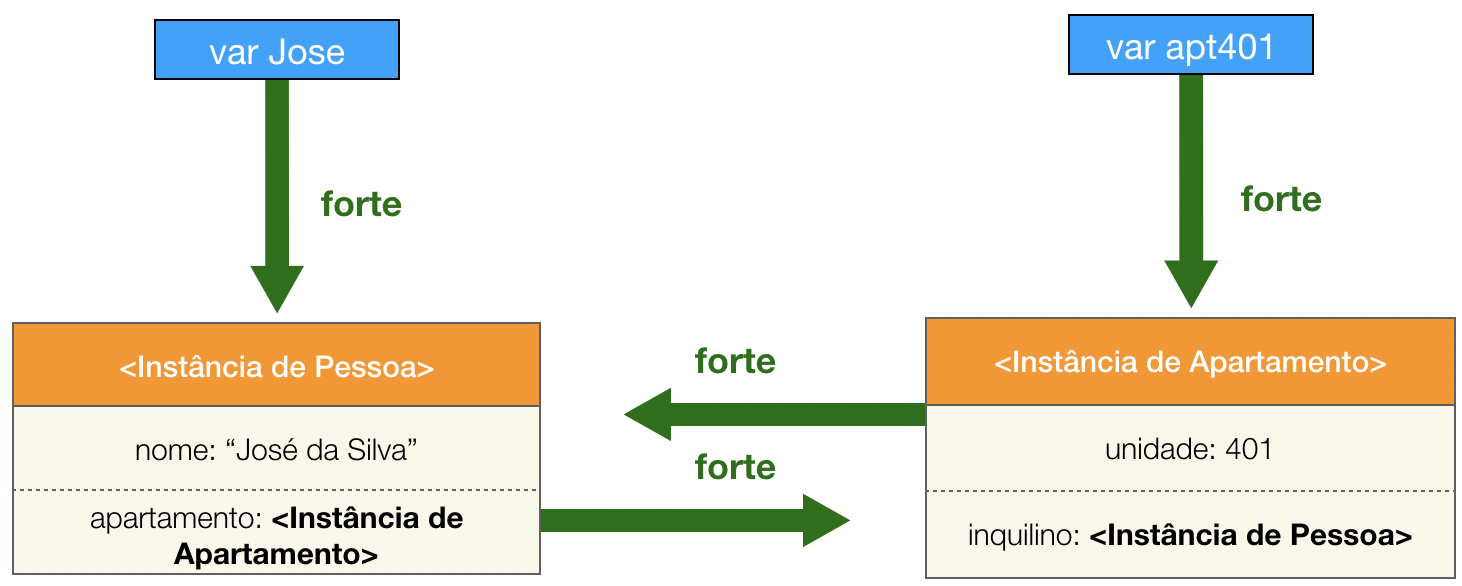 var Jose
var apt401
forte
forte
<Instância de Pessoa>
nome: “José da Silva”
apartamento: <Instância de
Apartamento>
forte
forte
<Instância de Apartamento>
unidade: 401
inquilino: <Instância de Pessoa>